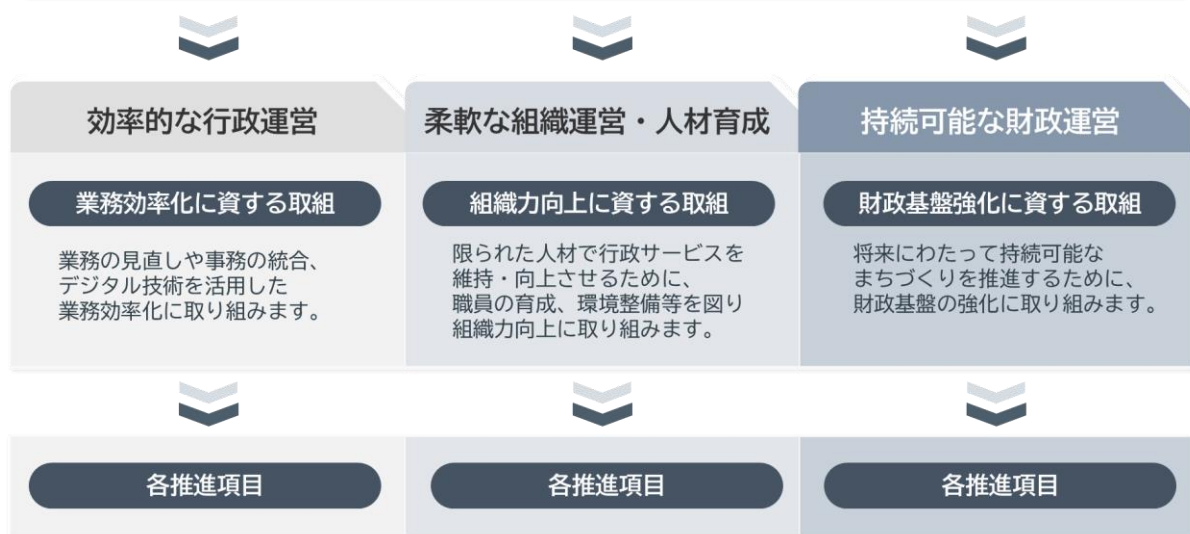 効率的な行政運営
業務効率化に資する取組
業務の見直しや事務の統合、
デジタル技術を活用した
業務効率化に取り組みます。
各推進項目
柔軟な組織運営・人材育成
組織力向上に資する取組
限られた人材で行政サービスを
維持・向上させるために、
職員の育成、環境整備等を図り
組織力向上に取り組みます。
各推進項目
持続可能な財政運営
財政基盤強化に資する取組
将来にわたって持続可能な
まちづくりを推進するために、
財政基盤の強化に取り組みます。
各推進項目